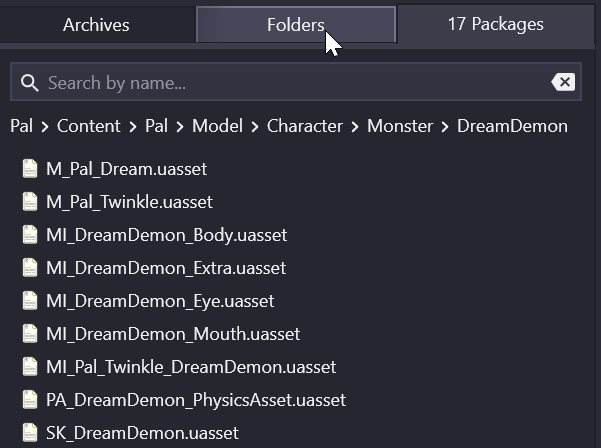 Archives Folders 17 Packages
Search by name...
Pal > Content > Pal > Model > Character > Monster > DreamDemon
M_Pal_Dream.uasset
M_Pal_Twinkle.uasset
MI_DreamDemon_Body.uasset
MI_DreamDemon_Extra.uasset
MI_DreamDemon_Eye.uasset
MI_DreamDemon_Mouth.uasset
MI_Pal_Twinkle_DreamDemon.uasset
PA_DreamDemon_PhysicsAsset.uasset
SK_DreamDemon.uasset